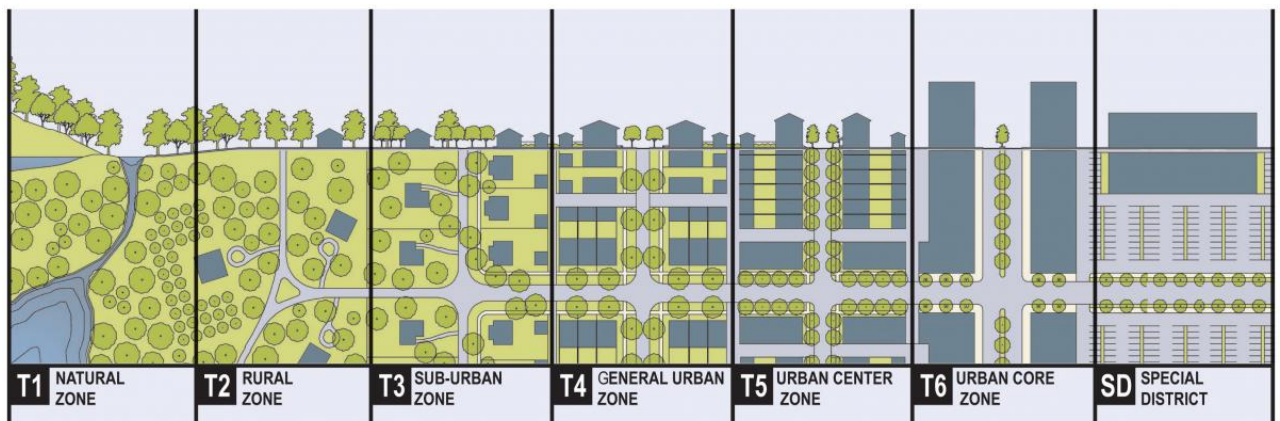 T1 NATURAL
ZONE
T2 RURAL
ZONE
T3 SUB-URBAN
ZONE
T4 GENERAL URBAN
ZONE
T5 URBAN CENTER
ZONE
T6 URBAN CORE
ZONE
SD SPECIAL
DISTRICT